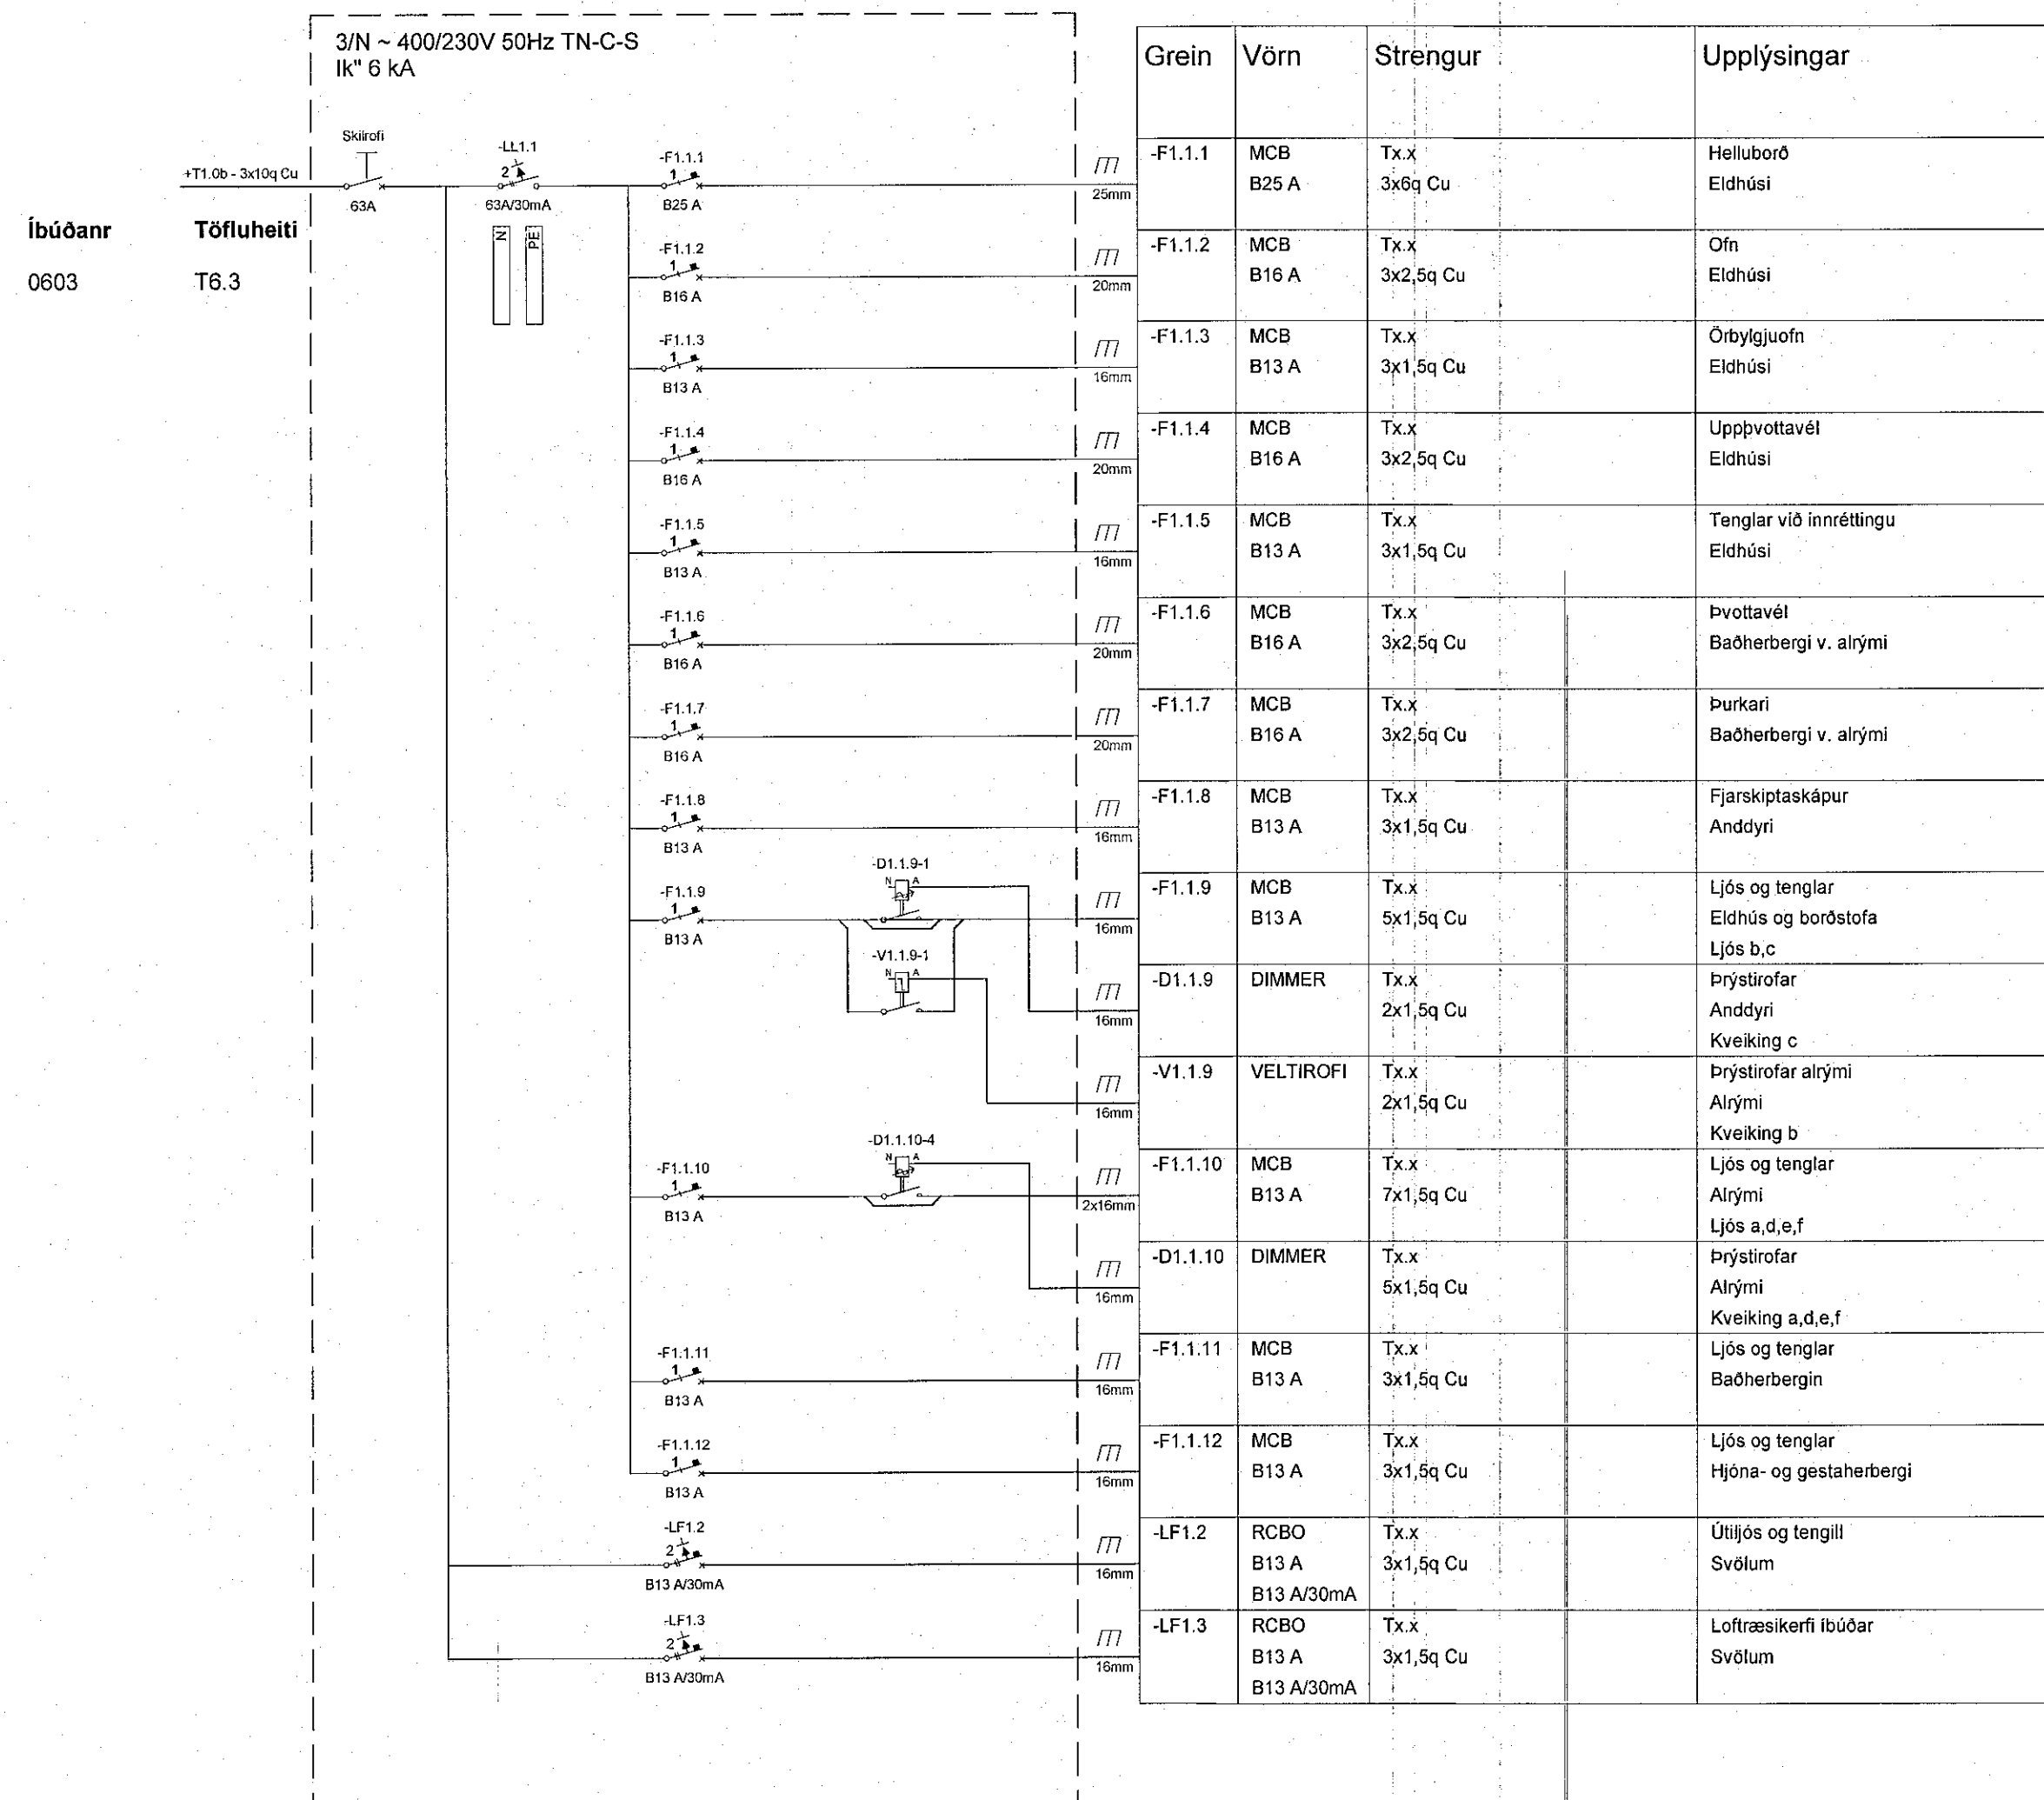 3/N ~ 400/230V 50Hz TN-C-S
Ik" 6 kA
Skilrofi
+T1.0b - 3x10q Cu
63A
-LL1.1
2
63A/30mA
N
PE
Íbúðanr Töfluheiti
0603 T6.3
-F1.1.1
1
B25 A
25mm
-F1.1.2
1
B16 A
20mm
-F1.1.3
1
B13 A
16mm
-F1.1.4
1
B16 A
20mm
-F1.1.5
1
B13 A
16mm
-F1.1.6
1
B16 A
20mm
-F1.1.7
1
B16 A
20mm
-F1.1.8
1
B13 A
16mm
-F1.1.9
1
B13 A
-D1.1.9-1
N A
16mm
-V1.1.9-1
N A
16mm
16mm
-F1.1.10
1
B13 A
-D1.1.10-4
N A
2x16mm
16mm
-F1.1.11
1
B13 A
16mm
-F1.1.12
1
B13 A
16mm
-LF1.2
2
B13 A/30mA
16mm
-LF1.3
2
B13 A/30mA
16mm
Grein Vörn Strengur Upplýsingar
-F1.1.1 MCB Tx.x Helluborð
B25 A 3x6q Cu Eldhúsi
-F1.1.2 MCB Tx.x Ofn
B16 A 3x2,5q Cu Eldhúsi
-F1.1.3 MCB Tx.x Örbylgjuofn
B13 A 3x1,5q Cu Eldhúsi
-F1.1.4 MCB Tx.x Uppþvottavél
B16 A 3x2,5q Cu Eldhúsi
-F1.1.5 MCB Tx.x Tenglar við innréttingu
B13 A 3x1,5q Cu Eldhúsi
-F1.1.6 MCB Tx.x Þvottavél
B16 A 3x2,5q Cu Baðherbergi v. alrými
-F1.1.7 MCB Tx.x Þurkari
B16 A 3x2,5q Cu Baðherbergi v. alrými
-F1.1.8 MCB Tx.x Fjarskiptaskápur
B13 A 3x1,5q Cu Anddyri
-F1.1.9 MCB Tx.x Ljós og tenglar
B13 A 5x1,5q Cu Eldhús og borðstofa
Ljós b,c
-D1.1.9 DIMMER Tx.x Þrýstirofar
2x1,5q Cu Anddyri
Kveiking c
-V1.1.9 VELTIROFI Tx.x Þrýstirofar alrými
2x1,5q Cu Alrými
Kveiking b
-F1.1.10 MCB Tx.x Ljós og tenglar
B13 A 7x1,5q Cu Alrými
Ljós a,d,e,f
-D1.1.10 DIMMER Tx.x Þrýstirofar
5x1,5q Cu Alrými
Kveiking a,d,e,f
-F1.1.11 MCB Tx.x Ljós og tenglar
B13 A 3x1,5q Cu Baðherbergin
-F1.1.12 MCB Tx.x Ljós og tenglar
B13 A 3x1,5q Cu Hjóna- og gestaherbergi
-LF1.2 RCBO Tx.x Útiljós og tengill
B13 A 3x1,5q Cu Svölum
B13 A/30mA
-LF1.3 RCBO Tx.x Loftræsikerfi íbúðar
B13 A 3x1,5q Cu Svölum
B13 A/30mA